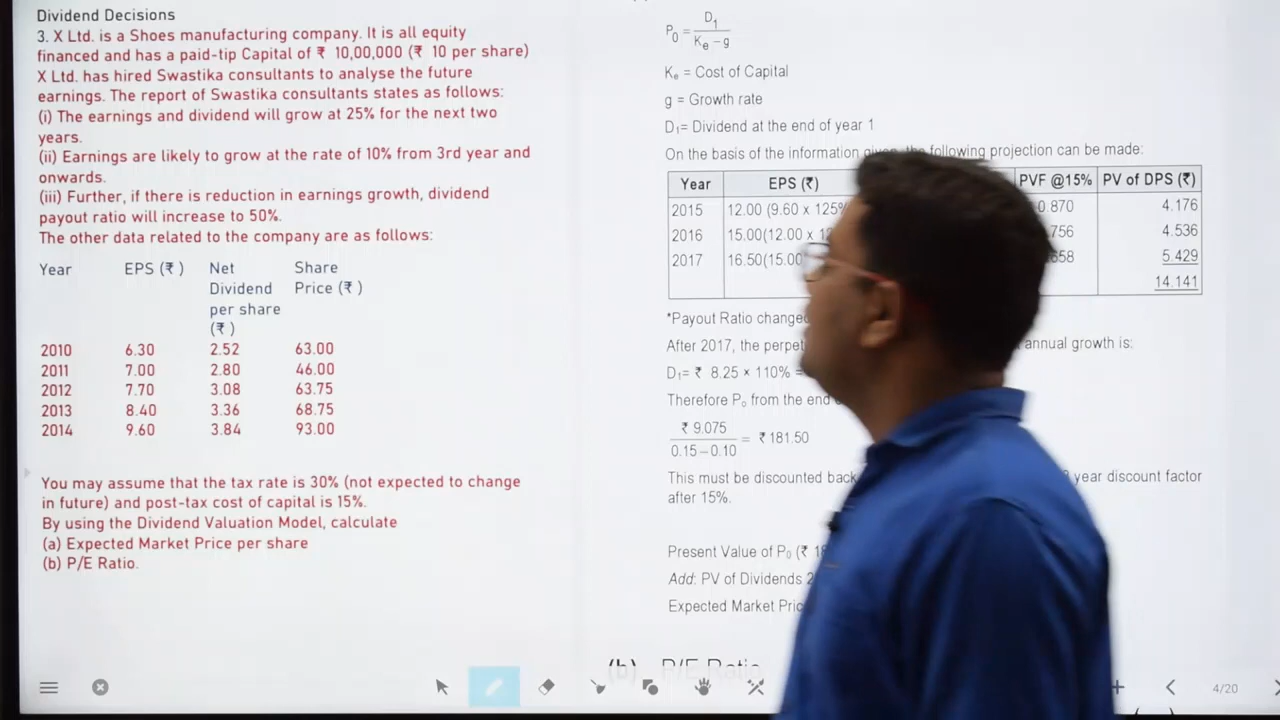 Dividend Decisions
3. X Ltd. is a Shoes manufacturing company. It is all equity
financed and has a paid-tip Capital of ₹ 10,00,000 (₹ 10 per share)
X Ltd. has hired Swastika consultants to analyse the future
earnings. The report of Swastika consultants states as follows:
(i) The earnings and dividend will grow at 25% for the next two
years.
(ii) Earnings are likely to grow at the rate of 10% from 3rd year and
onwards.
(iii) Further, if there is reduction in earnings growth, dividend
payout ratio will increase to 50%.
The other data related to the company are as follows:
Year EPS (₹ ) Net Dividend per share (₹ ) Share Price (₹ )
2010 6.30 2.52 63.00
2011 7.00 2.80 46.00
2012 7.70 3.08 63.75
2013 8.40 3.36 68.75
2014 9.60 3.84 93.00
You may assume that the tax rate is 30% (not expected to change
in future) and post-tax cost of capital is 15%.
By using the Dividend Valuation Model, calculate
(a) Expected Market Price per share
(b) P/E Ratio.
P₀ = D₁ / Kₑ – g
Kₑ = Cost of Capital
g = Growth rate
D₁= Dividend at the end of year 1
On the basis of the information the following projection can be made:
Year EPS (₹) PVF @15% PV of DPS (₹)
2015 12.00 (9.60 x 125% 0.870 4.176
2016 15.00(12.00 x .756 4.536
2017 16.50(15.00 5.429
14.141
*Payout Ratio changed
After 2017, the annual growth is:
D₁= ₹ 8.25 × 110% =
Therefore P₀ from the end
₹ 9.075 / 0.15 – 0.10 = ₹ 181.50
This must be discounted back year discount factor
after 15%.
Present Value of P₀ (₹
Add: PV of Dividends
Expected Market
(b) P/E Ratio
4/20